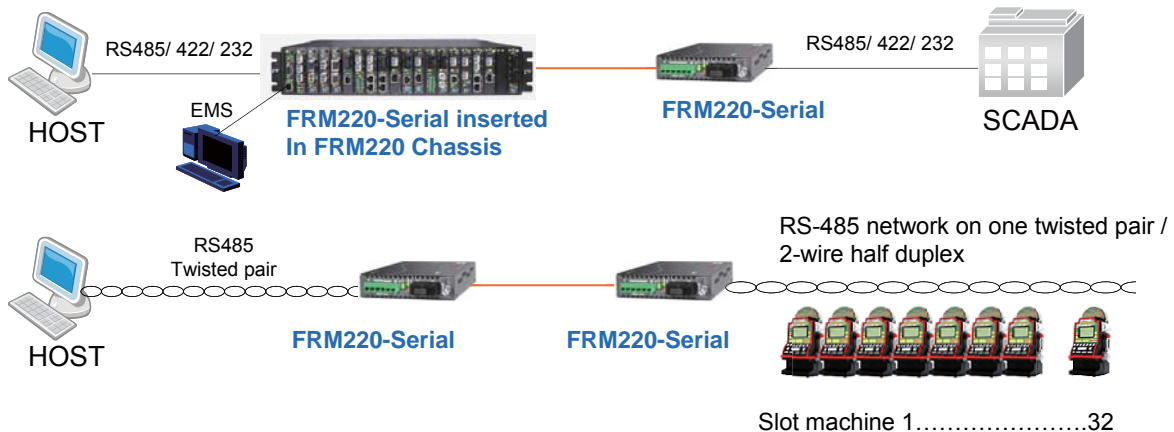 RS485/ 422/ 232
RS485/ 422/ 232
EMS
HOST
FRM220-Serial inserted
In FRM220 Chassis
FRM220-Serial
SCADA
RS485
Twisted pair
RS-485 network on one twisted pair /
2-wire half duplex
HOST
FRM220-Serial
FRM220-Serial
Slot machine 1.......................32